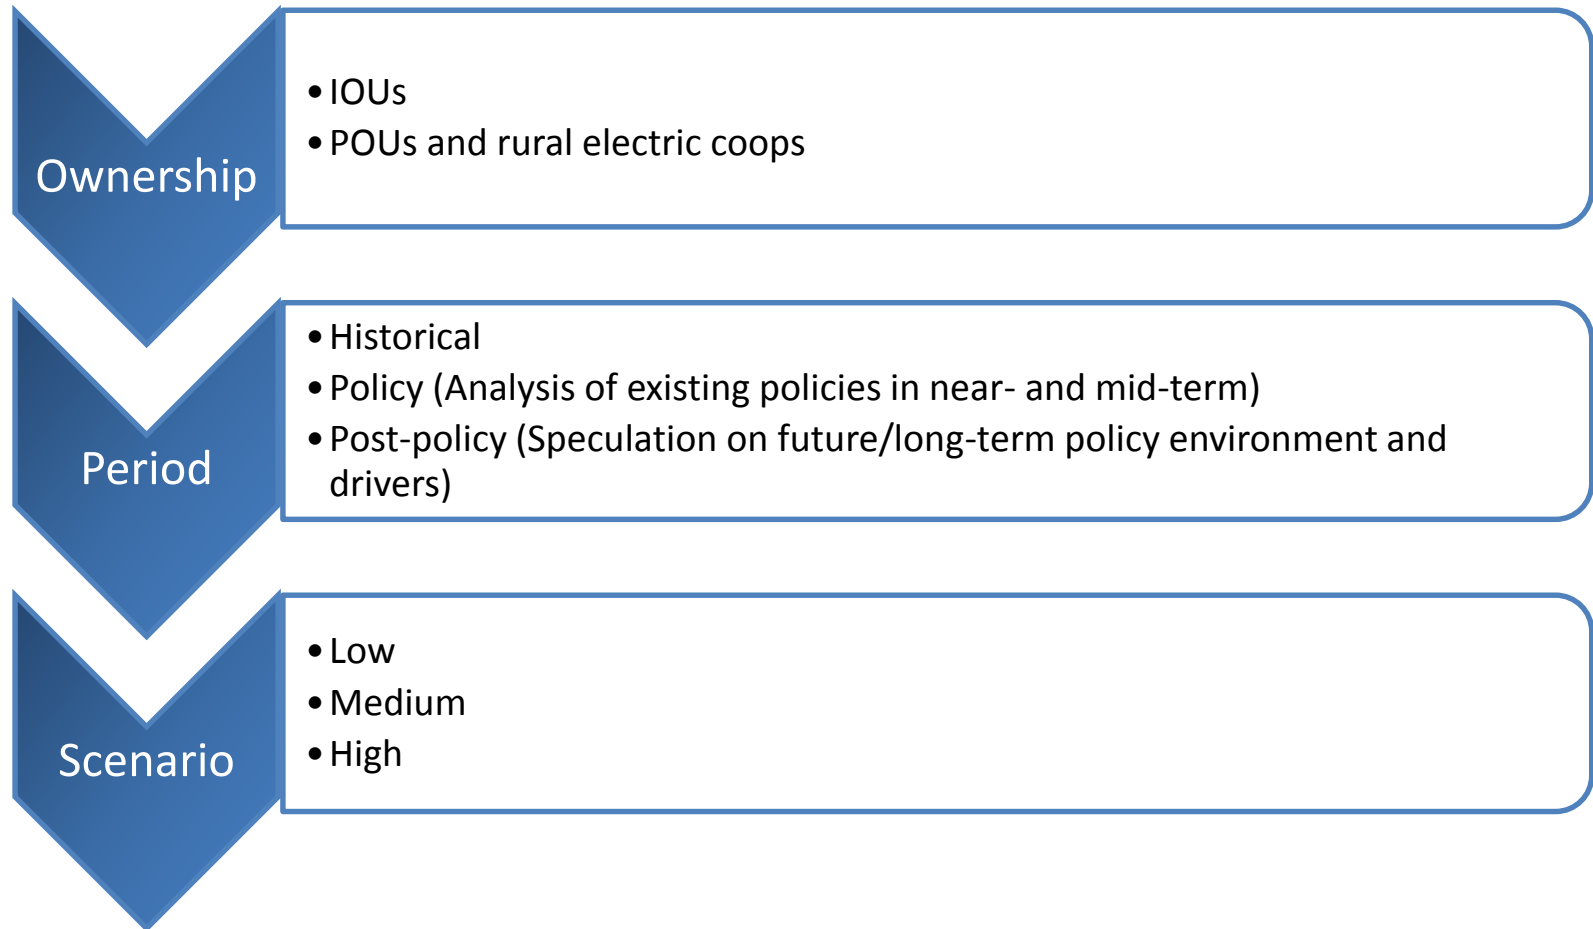 Ownership
•IOUs
•POUs and rural electric coops
Period
•Historical
•Policy (Analysis of existing policies in near- and mid-term)
•Post-policy (Speculation on future/long-term policy environment and
drivers)
Scenario
•Low
•Medium
•High